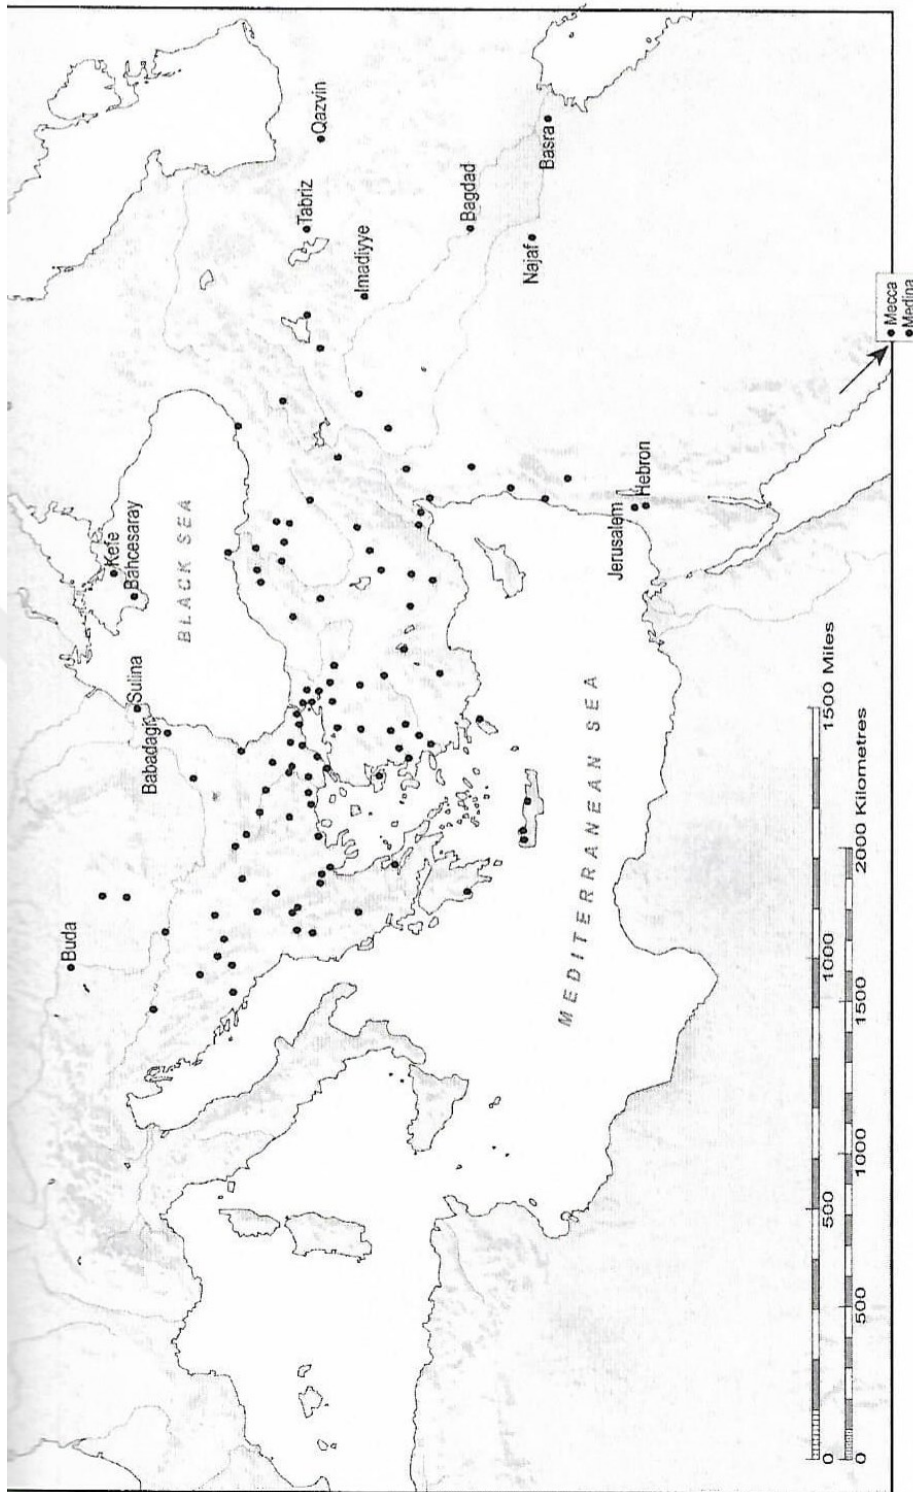 Buda
Kefe
Bahcesaray
Sulina
Babadagh
BLACK SEA
Qazvin
Tabriz
Imadiyye
Bagdad
Najaf
Basra
Jerusalem
Hebron
MEDITERRANEAN SEA
Mecca
Medina
0 500 1000 1500 Miles
0 500 1000 1500 2000 Kilometres